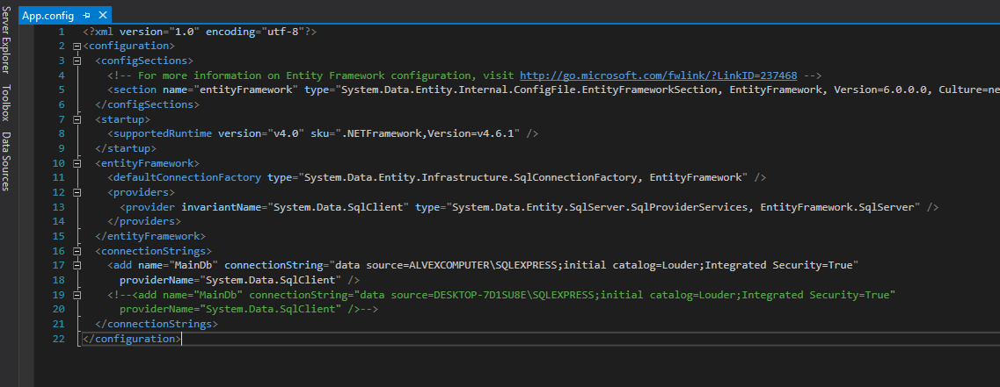 App.config
Server Explorer
Toolbox
Data Sources
1 <?xml version="1.0" encoding="utf-8"?>
2 <configuration>
3 <configSections>
4 <!-- For more information on Entity Framework configuration, visit http://go.microsoft.com/fwlink/?LinkID=237468 -->
5 <section name="entityFramework" type="System.Data.Entity.Internal.ConfigFile.EntityFrameworkSection, EntityFramework, Version=6.0.0.0, Culture=ne
6 </configSections>
7 <startup>
8 <supportedRuntime version="v4.0" sku=".NETFramework,Version=v4.6.1" />
9 </startup>
10 <entityFramework>
11 <defaultConnectionFactory type="System.Data.Entity.Infrastructure.SqlConnectionFactory, EntityFramework" />
12 <providers>
13 <provider invariantName="System.Data.SqlClient" type="System.Data.Entity.SqlServer.SqlProviderServices, EntityFramework.SqlServer" />
14 </providers>
15 </entityFramework>
16 <connectionStrings>
17 <add name="MainDb" connectionString="data source=ALVEXCOMPUTER\SQLEXPRESS;initial catalog=Louder;Integrated Security=True"
18 providerName="System.Data.SqlClient" />
19 <!--<add name="MainDb" connectionString="data source=DESKTOP-7D1SU8E\SQLEXPRESS;initial catalog=Louder;Integrated Security=True"
20 providerName="System.Data.SqlClient" />-->
21 </connectionStrings>
22 </configuration>